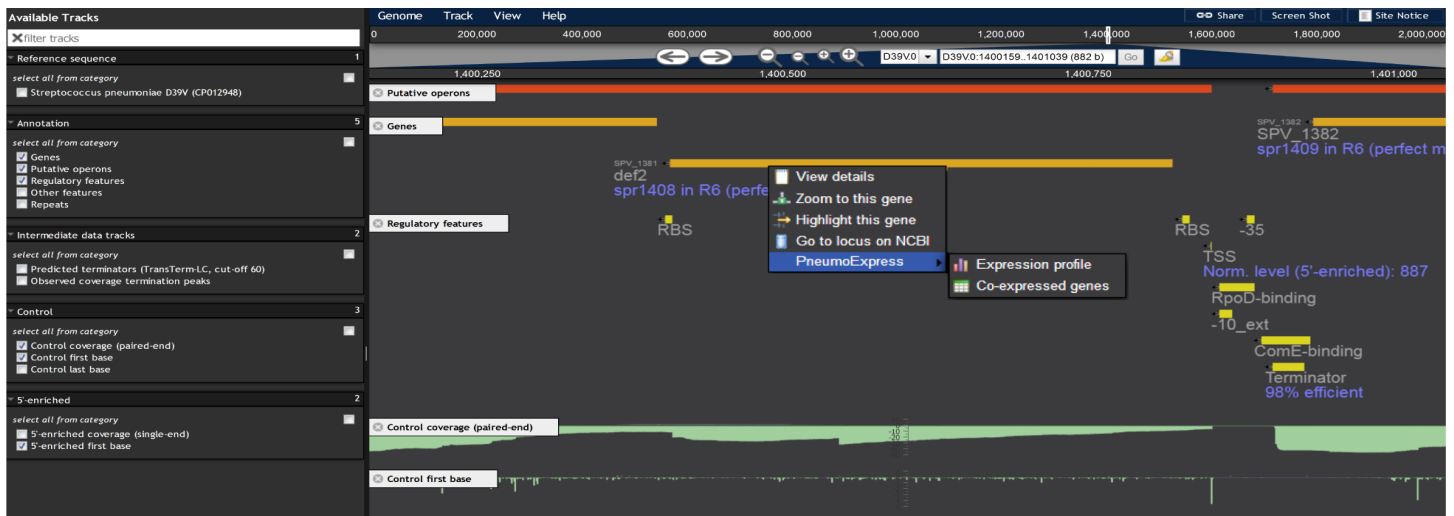 Available Tracks
filter tracks
Reference sequence 1
select all from category
Streptococcus pneumoniae D39V (CP012948)
Annotation 5
select all from category
Genes
Putative operons
Regulatory features
Other features
Repeats
Intermediate data tracks 2
select all from category
Predicted terminators (TransTerm-LC, cut-off 60)
Observed coverage termination peaks
Control 3
select all from category
Control coverage (paired-end)
Control first base
Control last base
5'-enriched 2
select all from category
5'-enriched coverage (single-end)
5'-enriched first base
Genome Track View Help Share Screen Shot Site Notice
0 200,000 400,000 600,000 800,000 1,000,000 1,200,000 1,400,000 1,600,000 1,800,000 2,000,000
D39V.0 D39V.0:1400159..1401039 (882 b) Go
1,400,250 1,400,500 1,400,750 1,401,000
Putative operons
Genes
SPV_1382
SPV_1382
spr1409 in R6 (perfect m
SPV_1381
def2
spr1408 in R6 (perfe
View details
Zoom to this gene
Highlight this gene
Go to locus on NCBI
PneumoExpress
Expression profile
Co-expressed genes
Regulatory features
RBS
RBS -35
TSS
Norm. level (5'-enriched): 887
RpoD-binding
-10_ext
ComE-binding
Terminator
98% efficient
Control coverage (paired-end)
Control first base